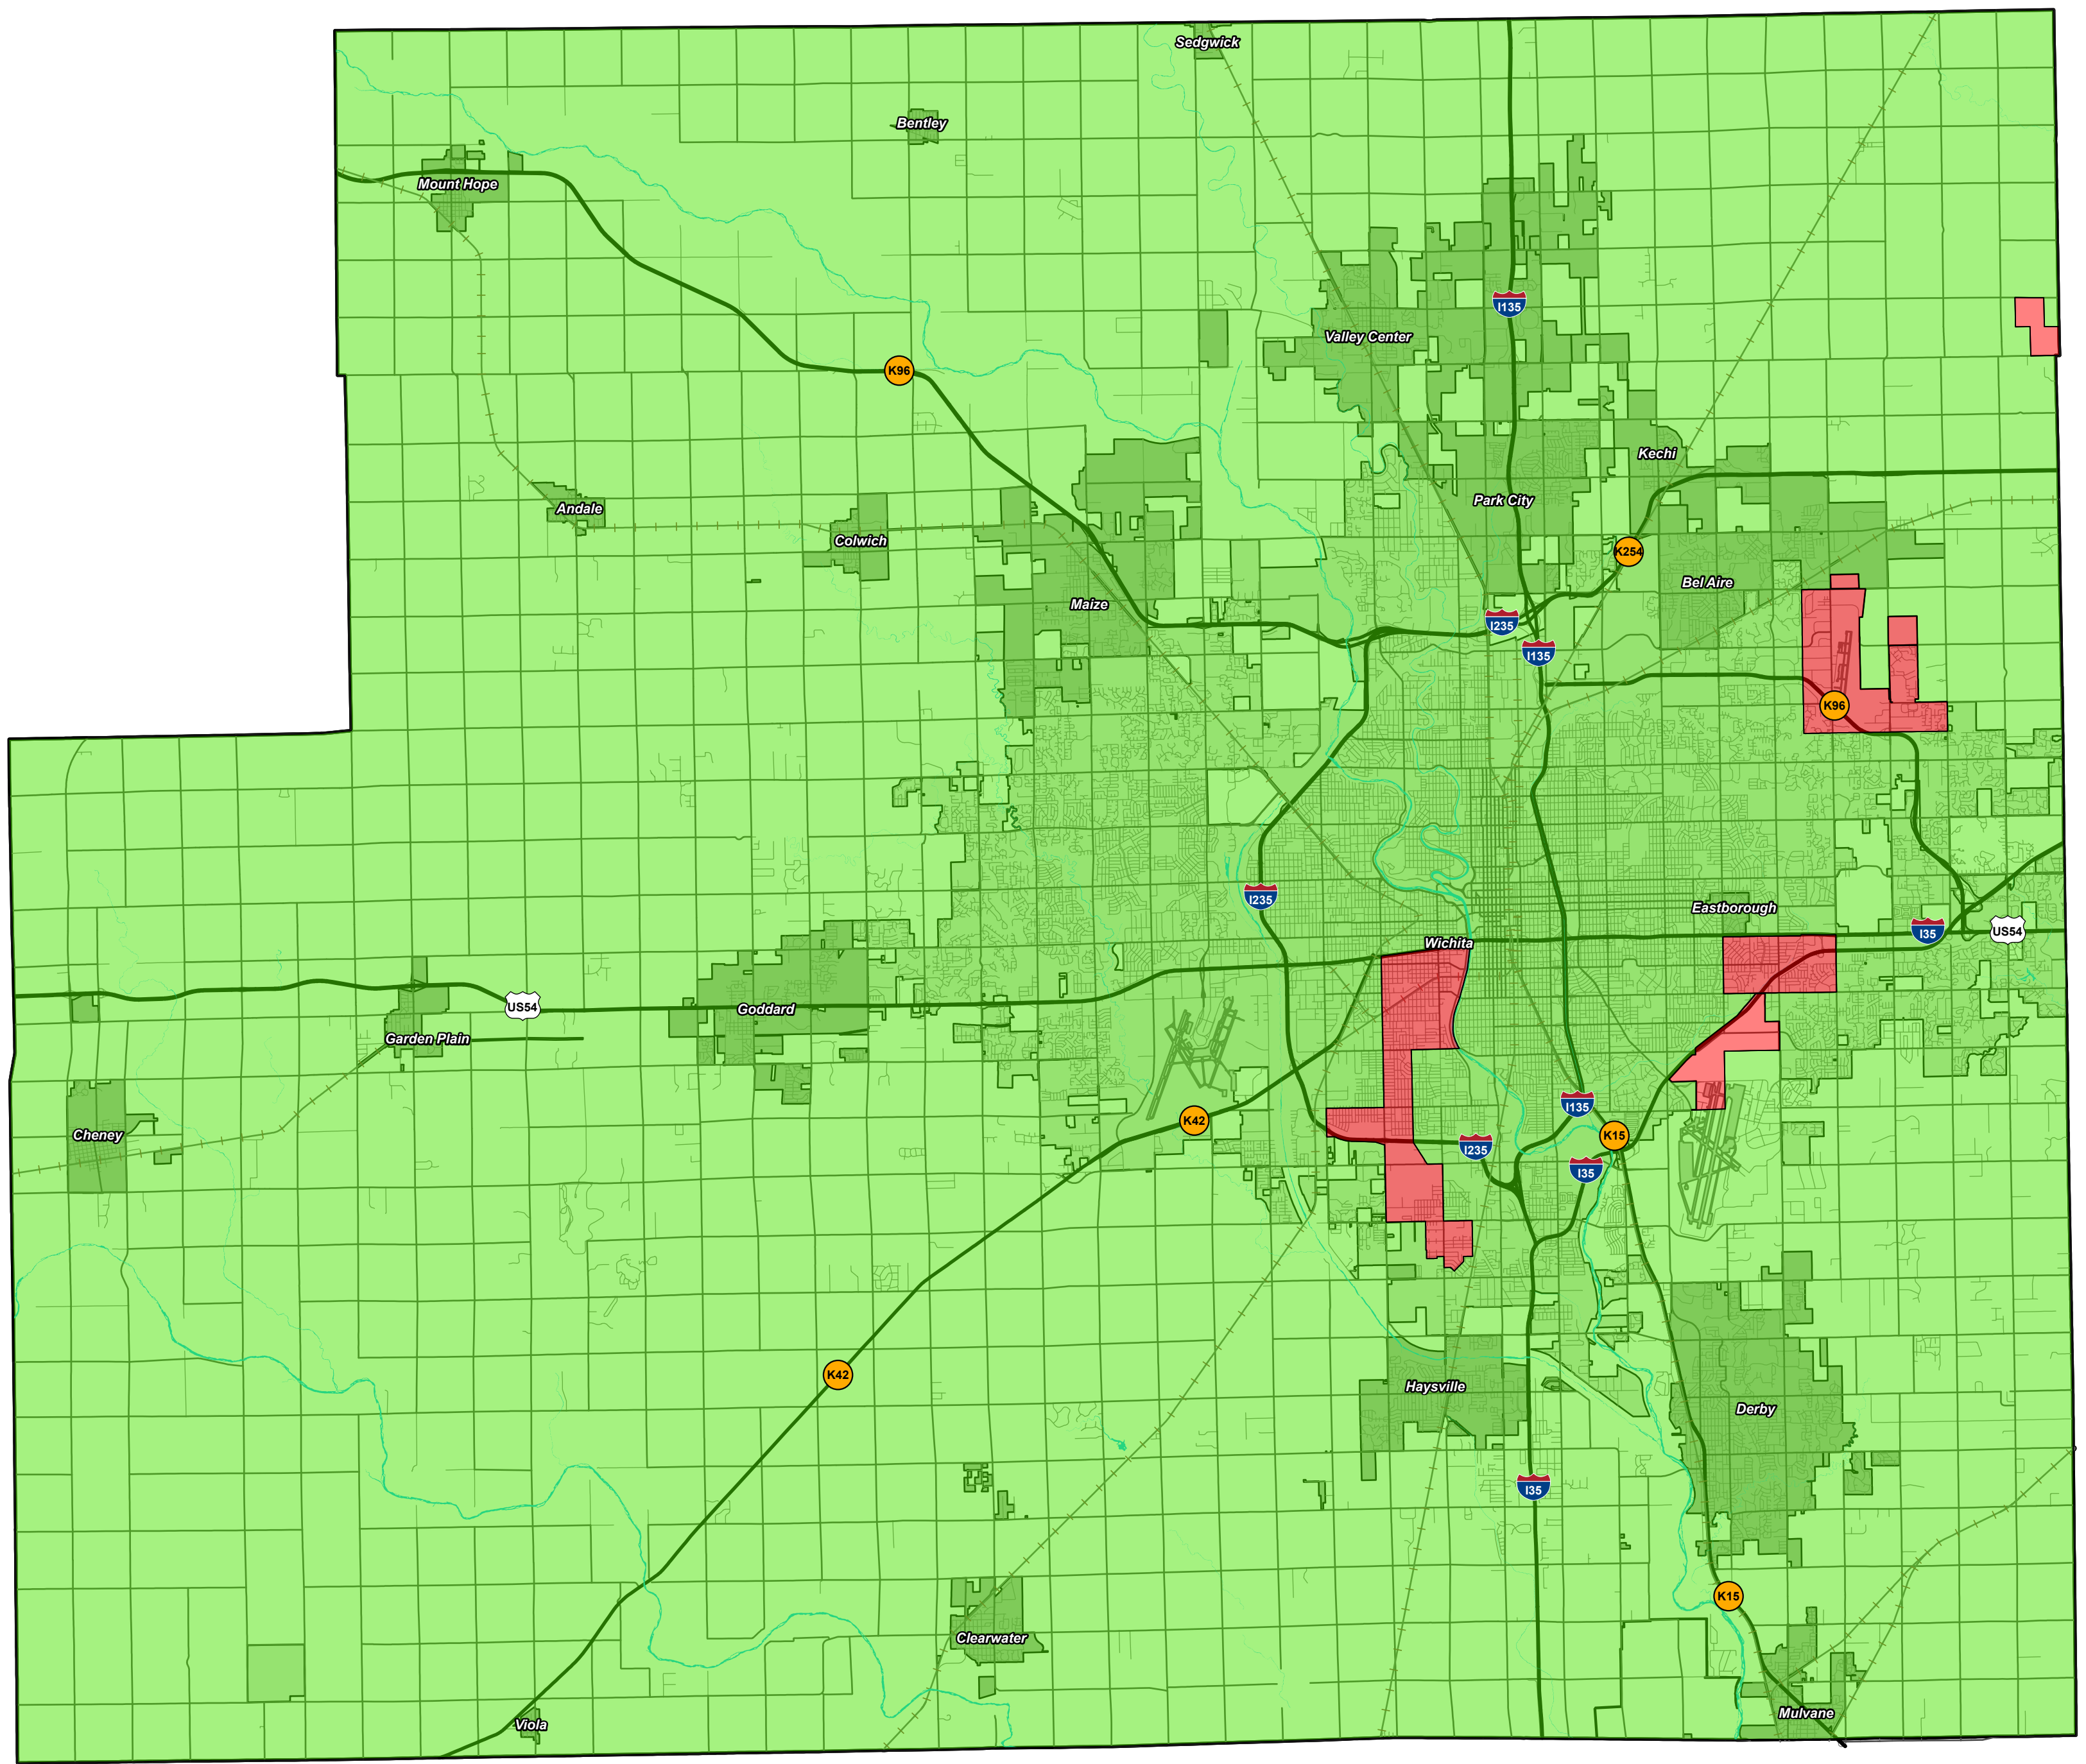 Sedgwick
Bentley
Mount Hope
I135
Valley Center
K96
Kechi
Park City
Andale
Colwich
K254
Bel Aire
Maize
I235
I135
K96
I235
Eastborough
I35
US54
Wichita
US54
Goddard
Garden Plain
I135
K42
Cheney
K15
I235
I35
K42
Haysville
Derby
I35
K15
Clearwater
Mulvane
Viola